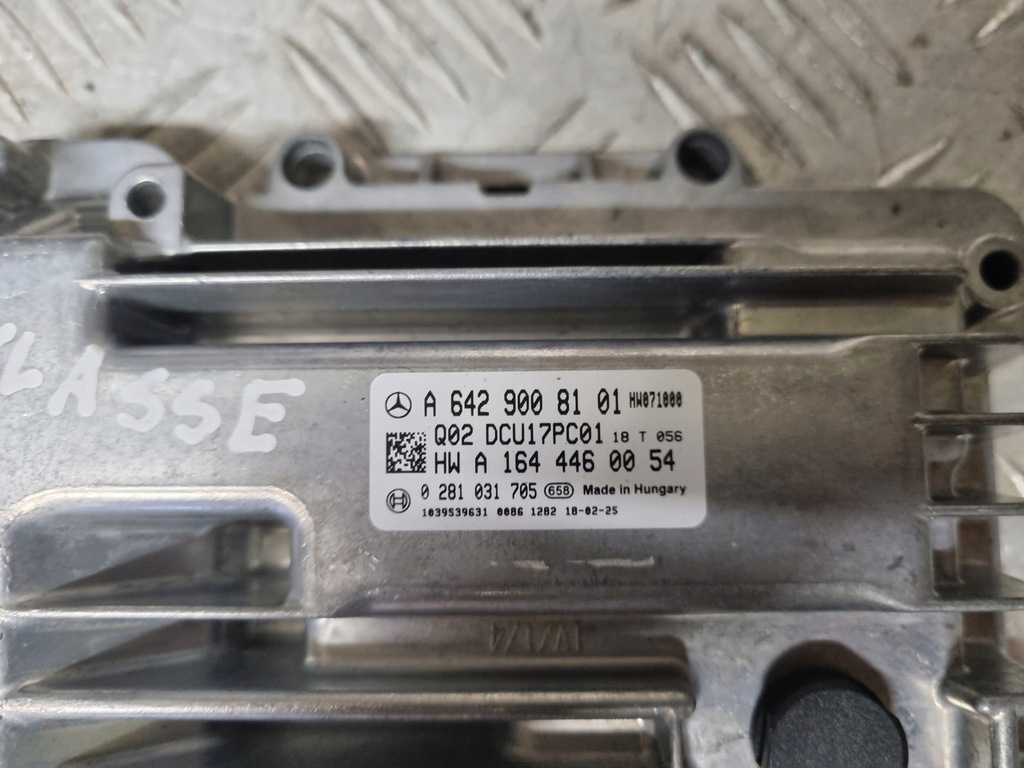 LASSE
A 642 900 81 01 HW071000
Q02 DCU17PC01 18 T 056
HW A 164 446 00 54
0 281 031 705 658 Made in Hungary
1039539631 0086 1282 18-02-25